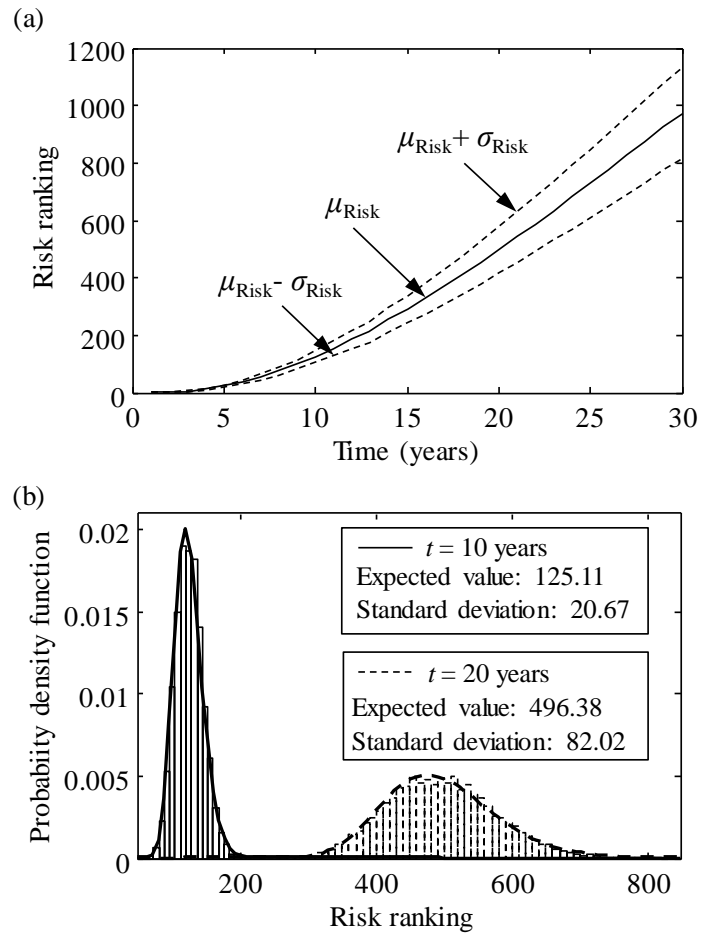 (a)
1200
1000
800
600
400
200
0
Risk ranking
μRisk+ σRisk
μRisk
μRisk- σRisk
0 5 10 15 20 25 30
Time (years)
(b)
0.02
0.015
0.01
0.005
0
Probabiity density function
t = 10 years
Expected value: 125.11
Standard deviation: 20.67
t = 20 years
Expected value: 496.38
Standard deviation: 82.02
200 400 600 800
Risk ranking